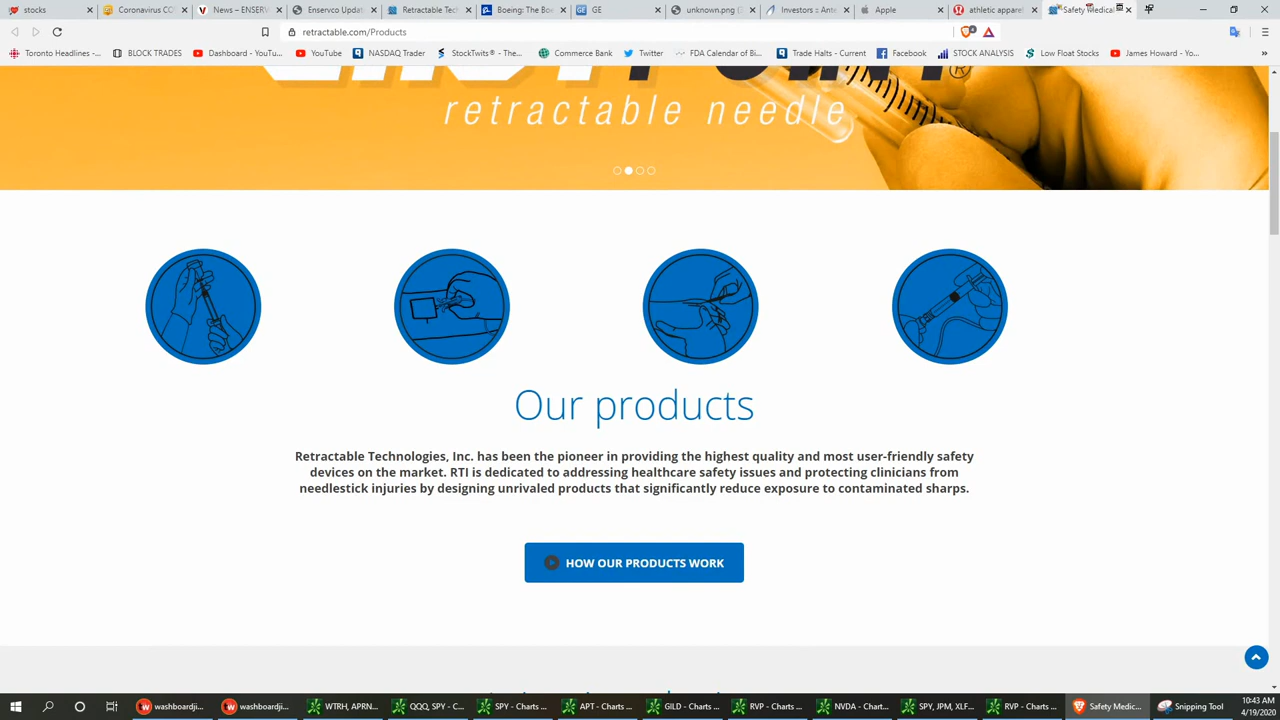 stocks
Coronavirus CO
News – ENSERV
Enservco Updat
Retractable Tec
Boeing: The Bo
GE
unknown.png (
Investors :: Ante
Apple
athletic apparel
Safety Medical
retractable.com/Products
Toronto Headlines -...
BLOCK TRADES
Dashboard - YouTu...
YouTube
NASDAQ Trader
StockTwits® - The...
Commerce Bank
Twitter
FDA Calendar of Bi...
Trade Halts - Current
Facebook
STOCK ANALYSIS
Low Float Stocks
James Howard - Yo...
retractable needle
Our products
Retractable Technologies, Inc. has been the pioneer in providing the highest quality and most user-friendly safety
devices on the market. RTI is dedicated to addressing healthcare safety issues and protecting clinicians from
needlestick injuries by designing unrivaled products that significantly reduce exposure to contaminated sharps.
HOW OUR PRODUCTS WORK
washboardji...
washboardji...
WTRH, APRN...
QQQ, SPY - C...
SPY - Charts ...
APT - Charts ...
GILD - Charts ...
RVP - Charts ...
NVDA - Chart...
SPY, JPM, XLF...
RVP - Charts ...
Safety Medic...
Snipping Tool
10:43 AM
4/19/2020